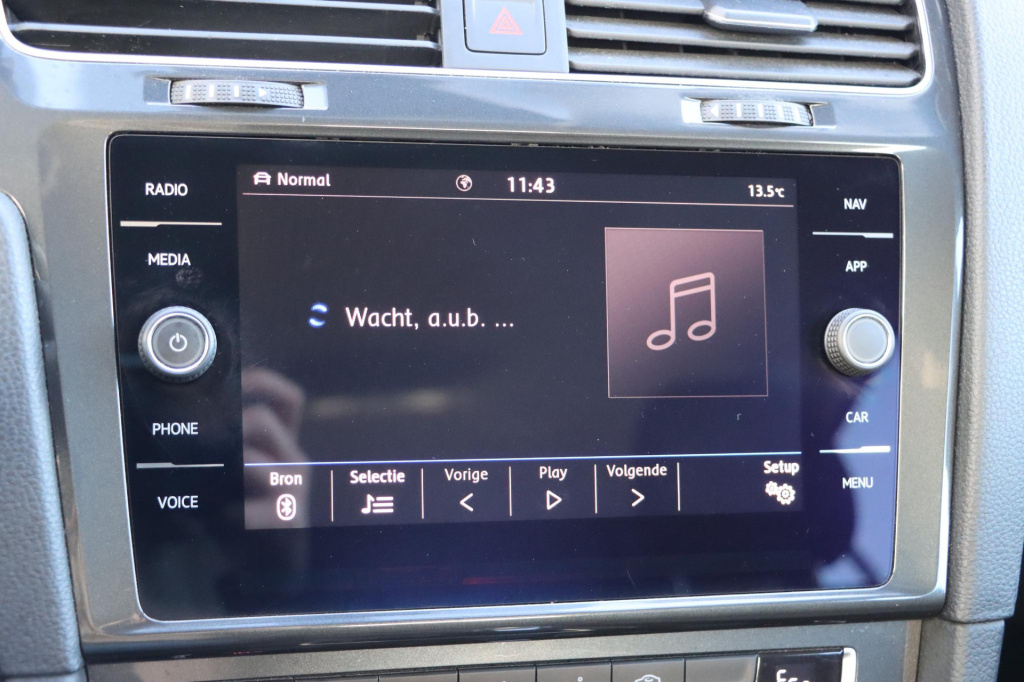 RADIO
MEDIA
PHONE
VOICE
Normal 11:43 13.5°C
Wacht, a.u.b. ...
Bron Selectie Vorige Play Volgende Setup
NAV
APP
CAR
MENU